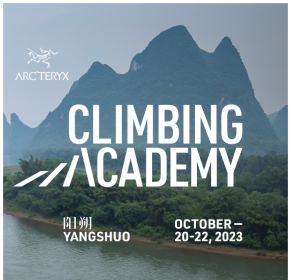 ARC'TERYX
CLIMBING
ACADEMY
阳朔
YANGSHUO
OCTOBER —
20-22, 2023